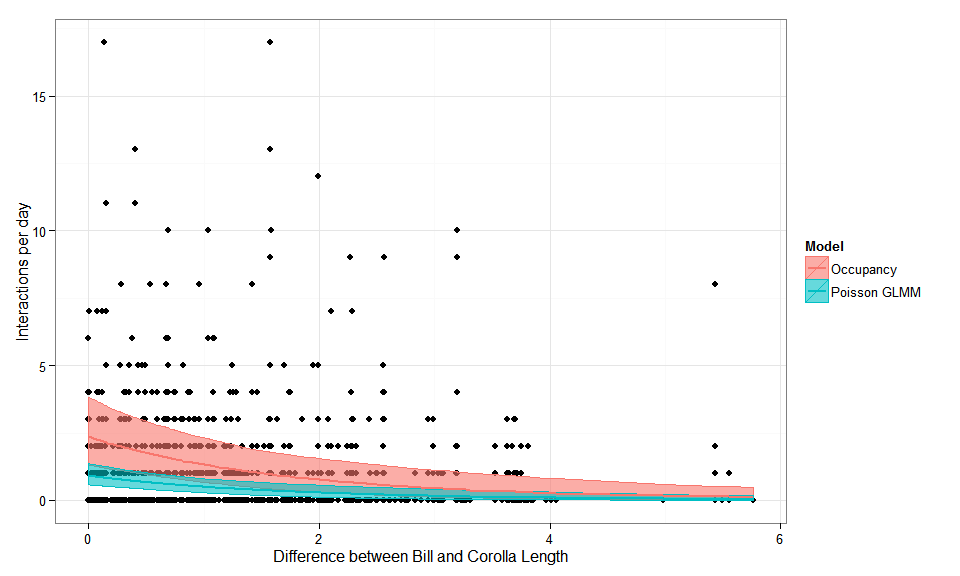 15
10
5
0
Interactions per day
0 2 4 6
Difference between Bill and Corolla Length
Model
Occupancy
Poisson GLMM